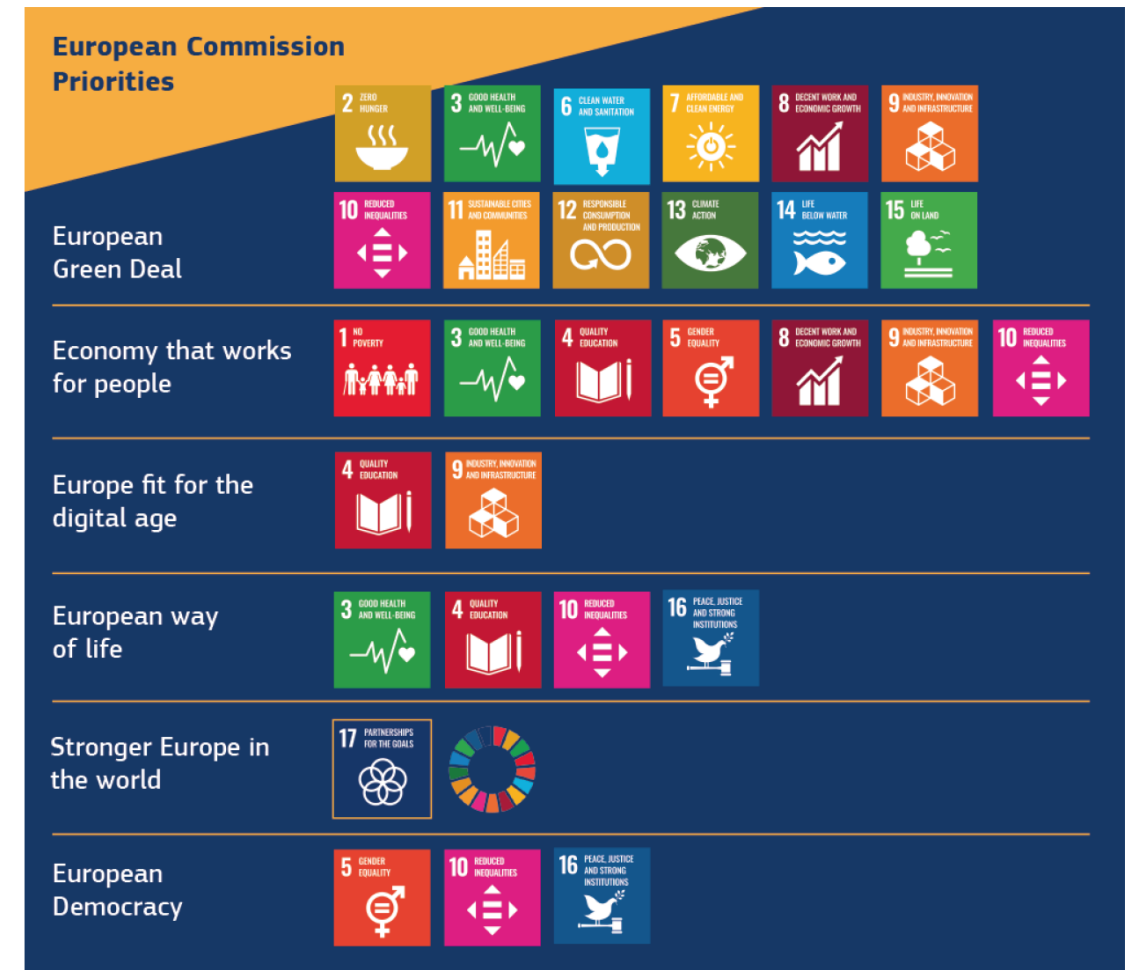 European Commission
Priorities
2 ZERO
HUNGER
3 GOOD HEALTH
AND WELL-BEING
6 CLEAN WATER
AND SANITATION
7 AFFORDABLE AND
CLEAN ENERGY
8 DECENT WORK AND
ECONOMIC GROWTH
9 INDUSTRY, INNOVATION
AND INFRASTRUCTURE
European
Green Deal
10 REDUCED
INEQUALITIES
11 SUSTAINABLE CITIES
AND COMMUNITIES
12 RESPONSIBLE
CONSUMPTION
AND PRODUCTION
13 CLIMATE
ACTION
14 LIFE
BELOW WATER
15 LIFE
ON LAND
Economy that works
for people
1 NO
POVERTY
3 GOOD HEALTH
AND WELL-BEING
4 QUALITY
EDUCATION
5 GENDER
EQUALITY
8 DECENT WORK AND
ECONOMIC GROWTH
9 INDUSTRY, INNOVATION
AND INFRASTRUCTURE
10 REDUCED
INEQUALITIES
Europe fit for the
digital age
4 QUALITY
EDUCATION
9 INDUSTRY, INNOVATION
AND INFRASTRUCTURE
European way
of life
3 GOOD HEALTH
AND WELL-BEING
4 QUALITY
EDUCATION
10 REDUCED
INEQUALITIES
16 PEACE, JUSTICE
AND STRONG
INSTITUTIONS
Stronger Europe in
the world
17 PARTNERSHIPS
FOR THE GOALS
European
Democracy
5 GENDER
EQUALITY
10 REDUCED
INEQUALITIES
16 PEACE, JUSTICE
AND STRONG
INSTITUTIONS